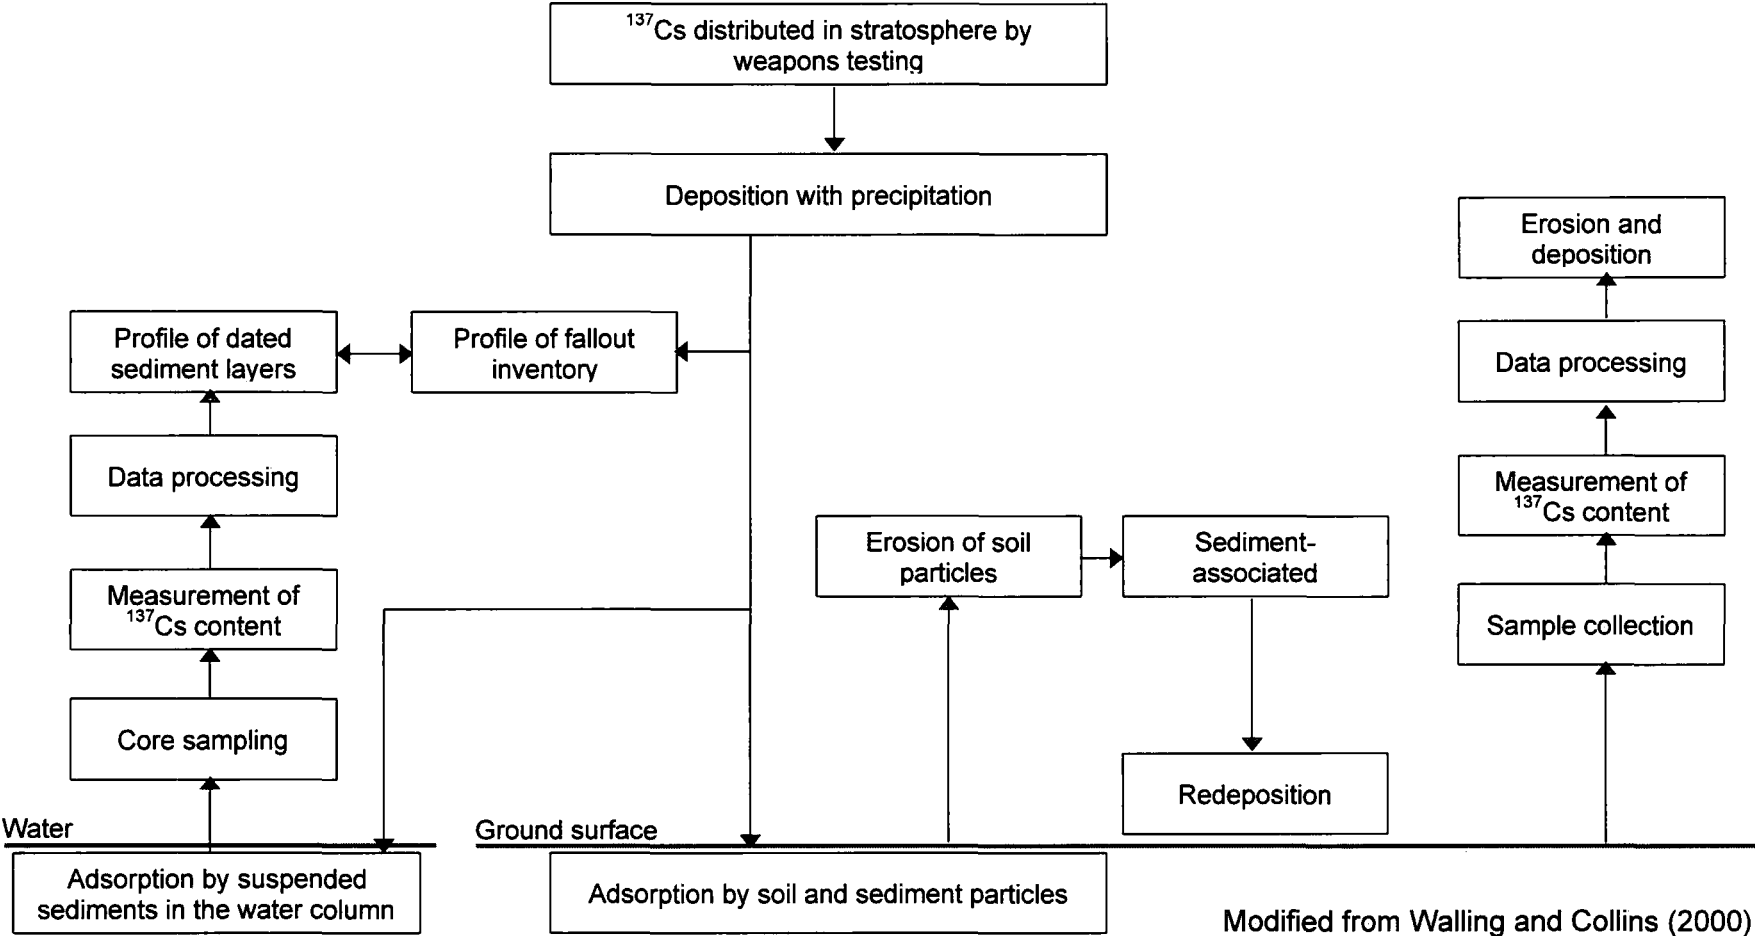 ¹³⁷Cs distributed in stratosphere by
weapons testing
Deposition with precipitation
Erosion and
deposition
Profile of dated
sediment layers
Profile of fallout
inventory
Data processing
Data processing
Measurement of
¹³⁷Cs content
Erosion of soil
particles
Sediment-
associated
Measurement of
¹³⁷Cs content
Sample collection
Core sampling
Redeposition
Water
Ground surface
Adsorption by suspended
sediments in the water column
Adsorption by soil and sediment particles
Modified from Walling and Collins (2000)